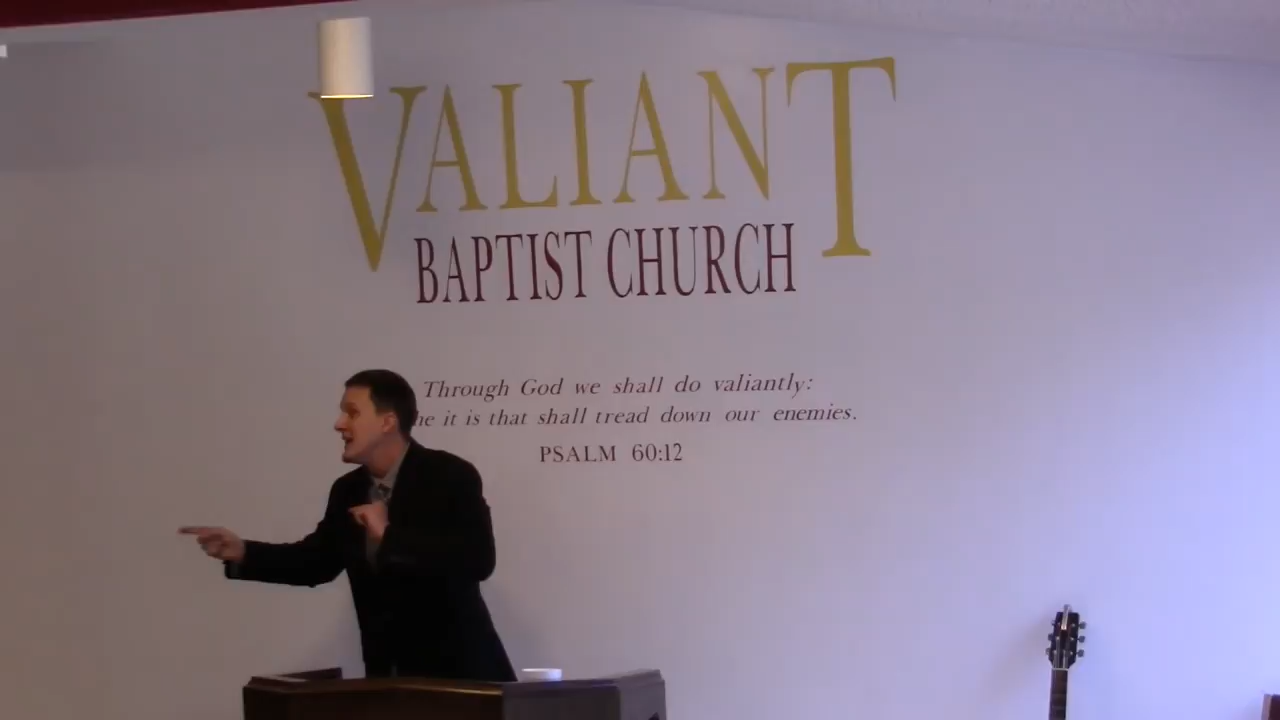 VALIANT
BAPTIST CHURCH
Through God we shall do valiantly:
he it is that shall tread down our enemies.
PSALM 60:12